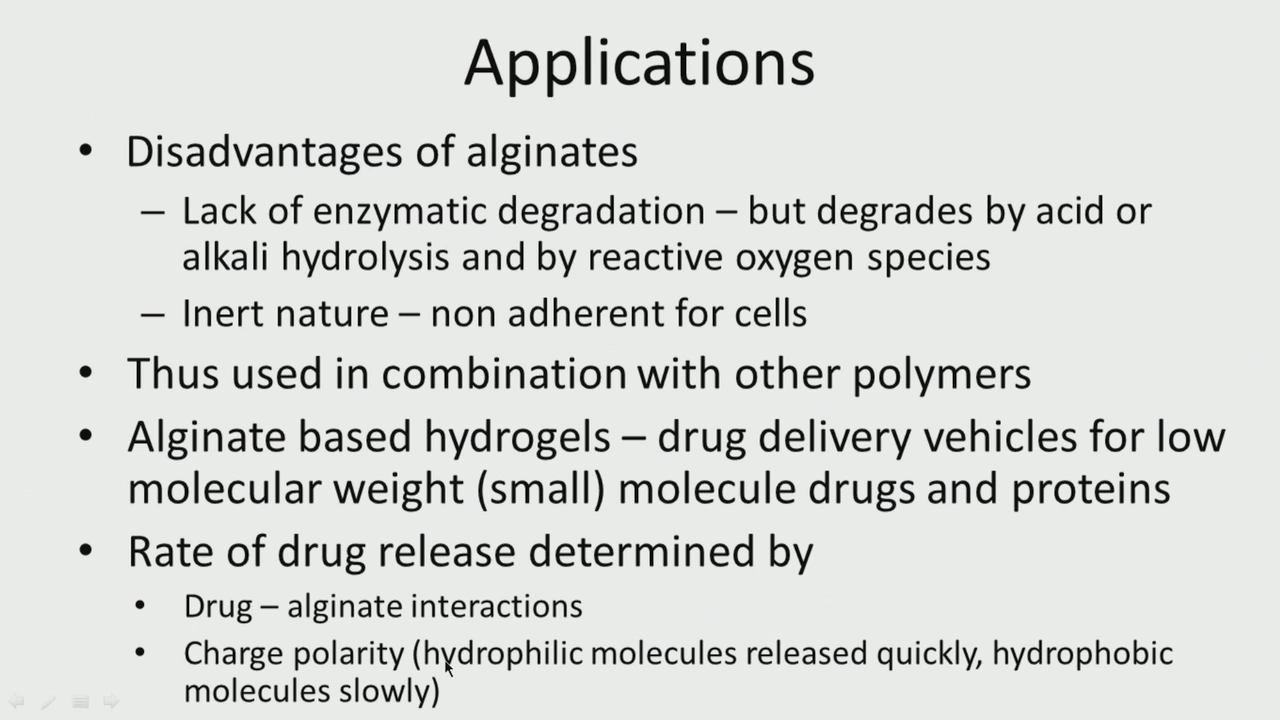 Applications
• Disadvantages of alginates
– Lack of enzymatic degradation – but degrades by acid or
alkali hydrolysis and by reactive oxygen species
– Inert nature – non adherent for cells
• Thus used in combination with other polymers
• Alginate based hydrogels – drug delivery vehicles for low
molecular weight (small) molecule drugs and proteins
• Rate of drug release determined by
• Drug – alginate interactions
• Charge polarity (hydrophilic molecules released quickly, hydrophobic
molecules slowly)